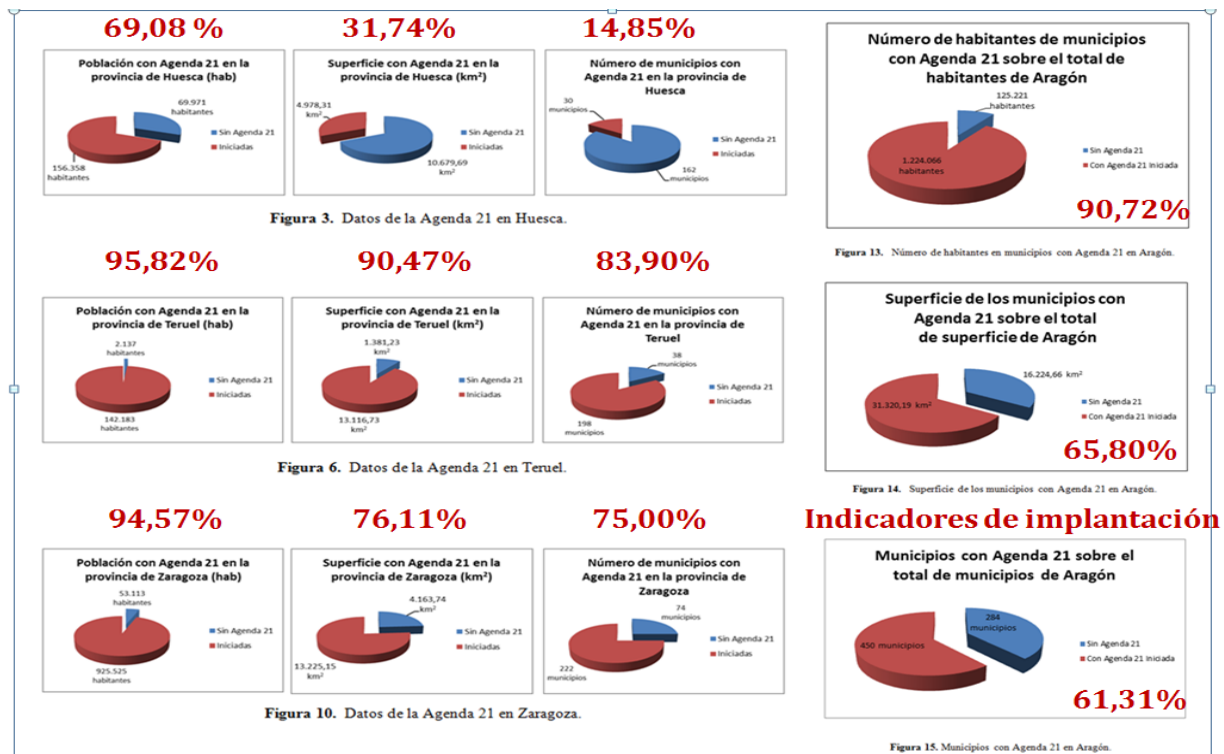 69,08 %
31,74%
14,85%
Población con Agenda 21 en la
provincia de Huesca (hab)
69.971
habitantes
156.358
habitantes
Sin Agenda 21
Iniciadas
Superficie con Agenda 21 en la
provincia de Huesca (km²)
4.978,31
km²
10.679,69
km²
Sin Agenda 21
Iniciadas
Número de municipios con
Agenda 21 en la provincia de
Huesca
30
municipios
162
municipios
Sin Agenda 21
Iniciadas
Figura 3. Datos de la Agenda 21 en Huesca.
95,82%
90,47%
83,90%
Población con Agenda 21 en la
provincia de Teruel (hab)
2.137
habitantes
142.183
habitantes
Sin Agenda 21
Iniciadas
Superficie con Agenda 21 en la
provincia de Teruel (km²)
1.381,23
km²
13.116,73
km²
Sin Agenda 21
Iniciadas
Número de municipios con
Agenda 21 en la provincia de
Teruel
38
municipios
198
municipios
Sin Agenda 21
Iniciadas
Figura 6. Datos de la Agenda 21 en Teruel.
94,57%
76,11%
75,00%
Población con Agenda 21 en la
provincia de Zaragoza (hab)
53.113
habitantes
925.525
habitantes
Sin Agenda 21
Iniciadas
Superficie con Agenda 21 en la
provincia de Zaragoza (km²)
4.163,74
km²
13.225,15
km²
Sin Agenda 21
Iniciadas
Número de municipios con
Agenda 21 en la provincia de
Zaragoza
74
municipios
222
municipios
Sin Agenda 21
Iniciadas
Figura 10. Datos de la Agenda 21 en Zaragoza.
Número de habitantes de municipios
con Agenda 21 sobre el total de
habitantes de Aragón
125.221
habitantes
1.224.066
habitantes
Sin Agenda 21
Con Agenda 21 Iniciada
90,72%
Figura 13. Número de habitantes en municipios con Agenda 21 en Aragón.
Superficie de los municipios con
Agenda 21 sobre el total
de superficie de Aragón
16.224,66 km²
31.320,19 km²
Sin Agenda 21
Con Agenda 21 Iniciada
65,80%
Figura 14. Superficie de los municipios con Agenda 21 en Aragón.
Indicadores de implantación
Municipios con Agenda 21 sobre el
total de municipios de Aragón
284
municipios
450 municipios
Sin Agenda 21
Con Agenda 21 Iniciada
61,31%
Figura 15. Municipios con Agenda 21 en Aragón.